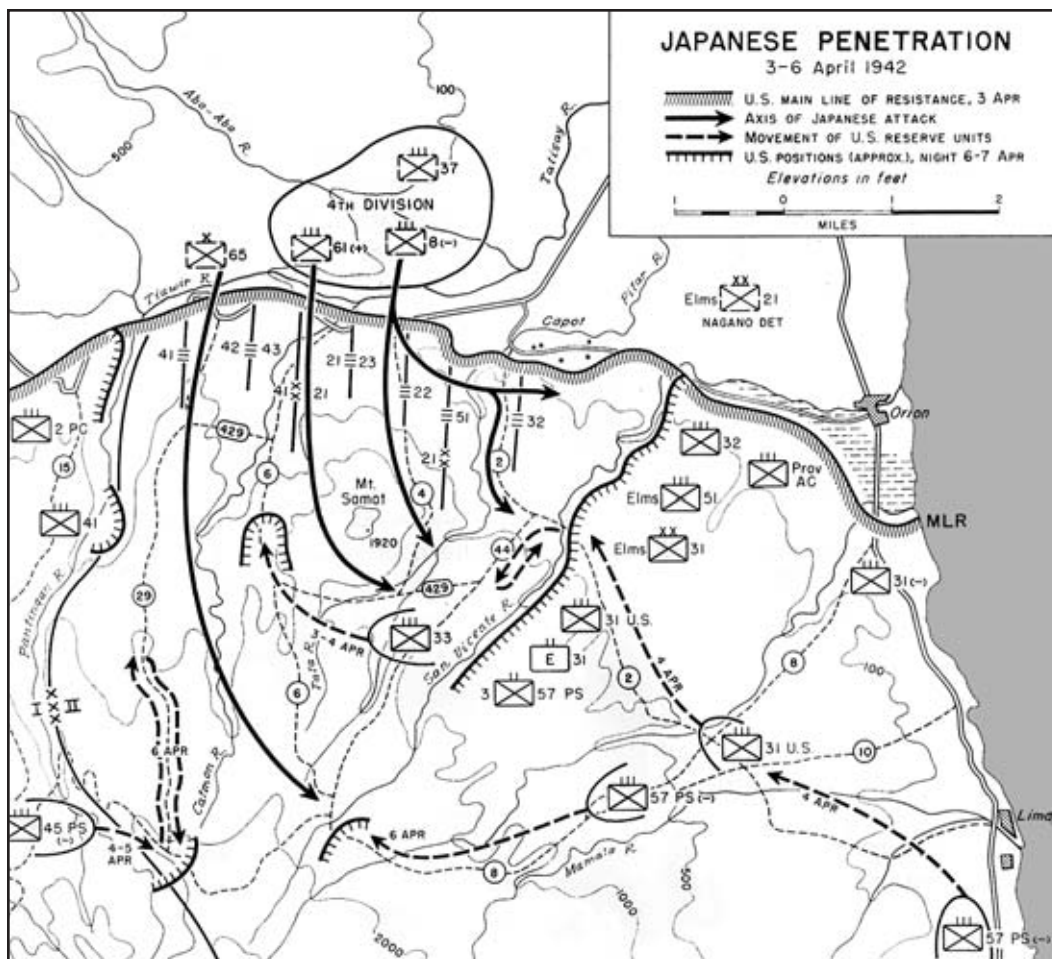 JAPANESE PENETRATION
3-6 April 1942
U.S. MAIN LINE OF RESISTANCE, 3 APR
AXIS OF JAPANESE ATTACK
MOVEMENT OF U.S. RESERVE UNITS
U.S. POSITIONS (APPROX.), NIGHT 6-7 APR
Elevations in feet
1 0 2
MILES
Abo-Abo R.
100
500
Talisay R.
37
4TH DIVISION
65
61(+)
8(-)
Tiawir R.
Pilar R.
Capot
Elms 21
NAGANO DET
41
42
43
41
21
21
23
22
51
21
32
Orion
2 PC
429
6
2
15
Mt.
Samat
1920
4
32
Prov
AC
Elms 51
MLR
41
Elms 31
44
31(-)
Pantingan R.
29
429
3-4 APR
33
31 U.S.
E 31
8
100
Para R.
San Vicente R.
2
4 APR
3 57 PS
6
I
II
6 APR
Catman R.
31 U.S.
10
57 PS(-)
4 APR
Limay
45 PS
(-)
4-5
APR
6 APR
8
Mamala R.
500
1000
2000
57 PS(-)